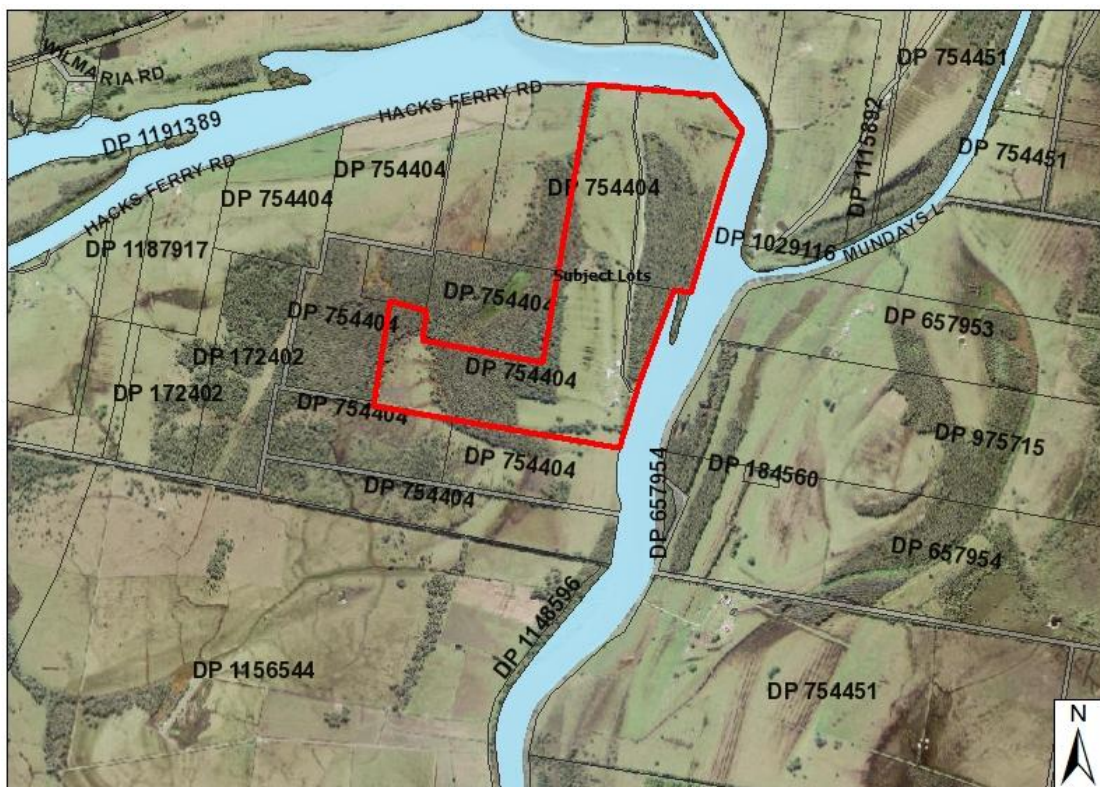 WILMARIA RD
DP 754451
HACKS FERRY RD
DP 1191389
DP 1115892
DP 754451
HACKS FERRY RD
DP 754404
DP 754404
DP 754404
DP 1187917
DP 1029116
MUNDAYS L
Subject Lots
DP 754404
DP 754404
DP 657953
DP 172402
DP 754404
DP 172402
DP 754404
DP 975715
DP 754404
DP 184560
DP 754404
DP 657954
DP 657954
DP 1148596
DP 1156544
DP 754451
N